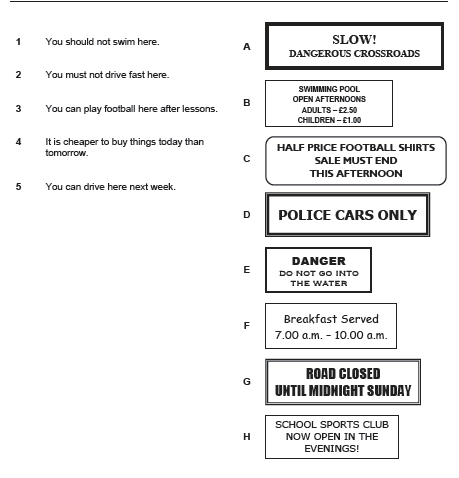 1 You should not swim here.
2 You must not drive fast here.
3 You can play football here after lessons.
4 It is cheaper to buy things today than
tomorrow.
5 You can drive here next week.
A SLOW!
DANGEROUS CROSSROADS
B SWIMMING POOL
OPEN AFTERNOONS
ADULTS – £2.50
CHILDREN – £1.00
C HALF PRICE FOOTBALL SHIRTS
SALE MUST END
THIS AFTERNOON
D POLICE CARS ONLY
E DANGER
DO NOT GO INTO
THE WATER
F Breakfast Served
7.00 a.m. – 10.00 a.m.
G ROAD CLOSED
UNTIL MIDNIGHT SUNDAY
H SCHOOL SPORTS CLUB
NOW OPEN IN THE
EVENINGS!